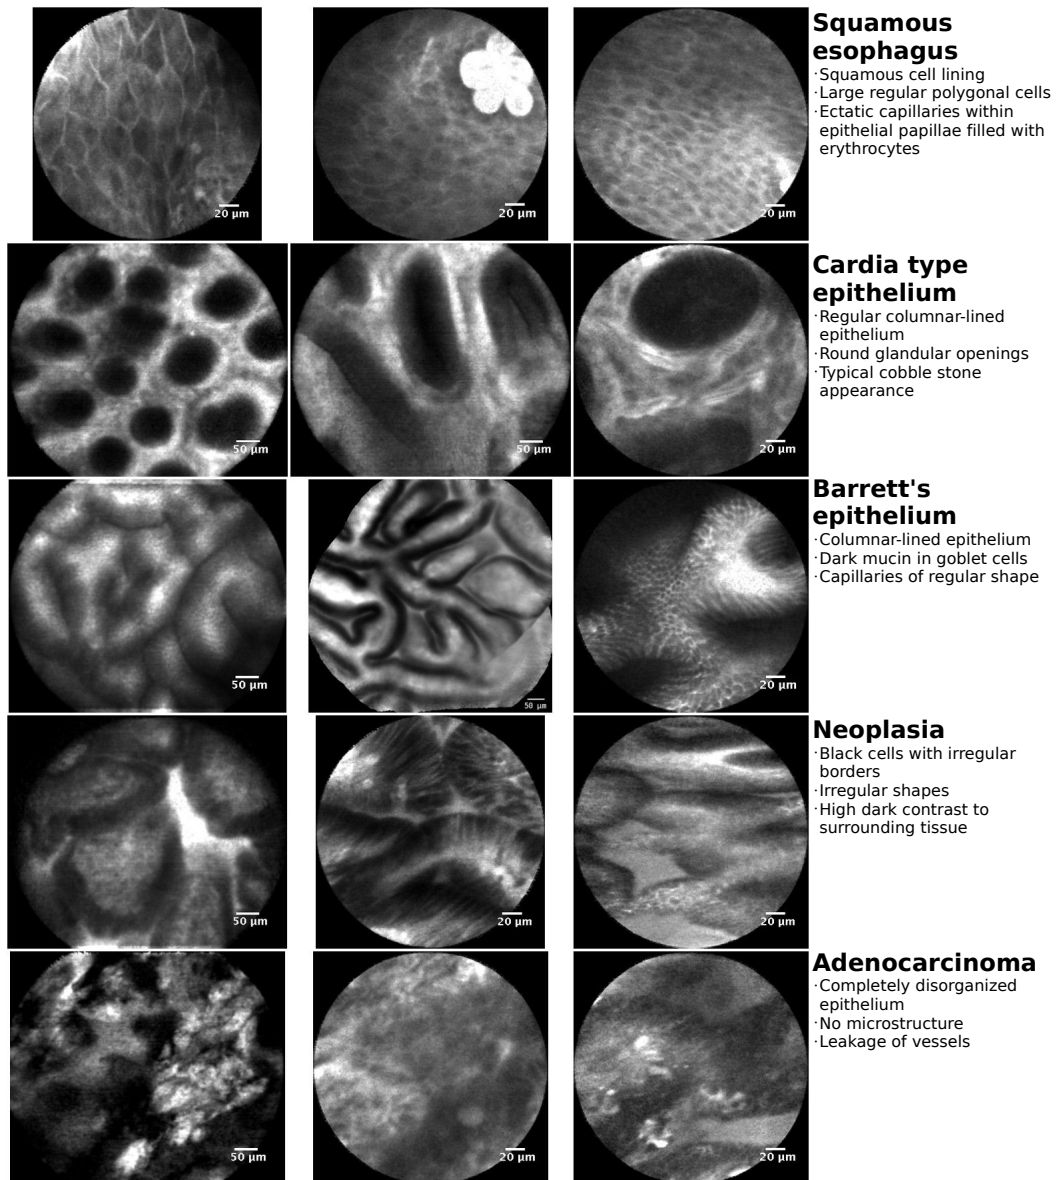 Squamous
esophagus
·Squamous cell lining
·Large regular polygonal cells
·Ectatic capillaries within
epithelial papillae filled with
erythrocytes
20 µm
20 µm
20 µm
Cardia type
epithelium
·Regular columnar-lined
epithelium
·Round glandular openings
·Typical cobble stone
appearance
50 µm
50 µm
20 µm
Barrett's
epithelium
·Columnar-lined epithelium
·Dark mucin in goblet cells
·Capillaries of regular shape
50 µm
50 µm
20 µm
Neoplasia
·Black cells with irregular
borders
·Irregular shapes
·High dark contrast to
surrounding tissue
50 µm
20 µm
20 µm
Adenocarcinoma
·Completely disorganized
epithelium
·No microstructure
·Leakage of vessels
50 µm
20 µm
20 µm